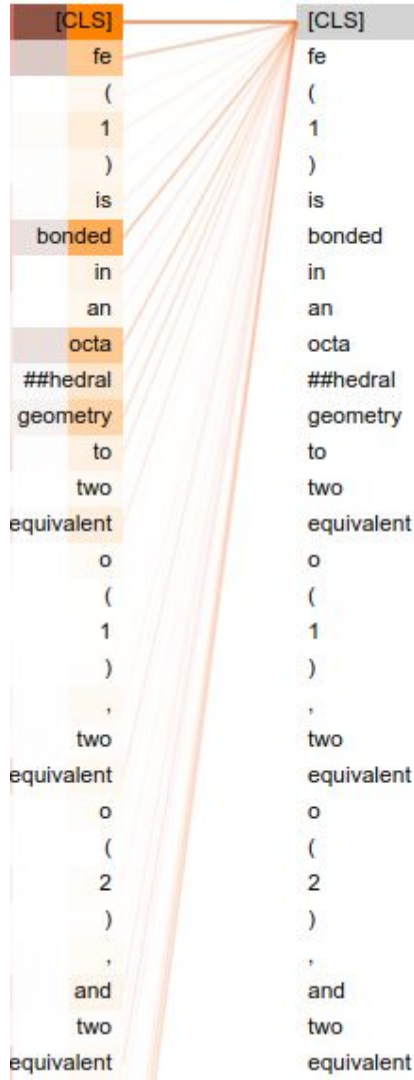 [CLS] [CLS]
fe fe
( (
1 1
) )
is is
bonded bonded
in in
an an
octa octa
##hedral ##hedral
geometry geometry
to to
two two
equivalent equivalent
o o
( (
1 1
) )
, ,
two two
equivalent equivalent
o o
( (
2 2
) )
, ,
and and
two two
equivalent equivalent